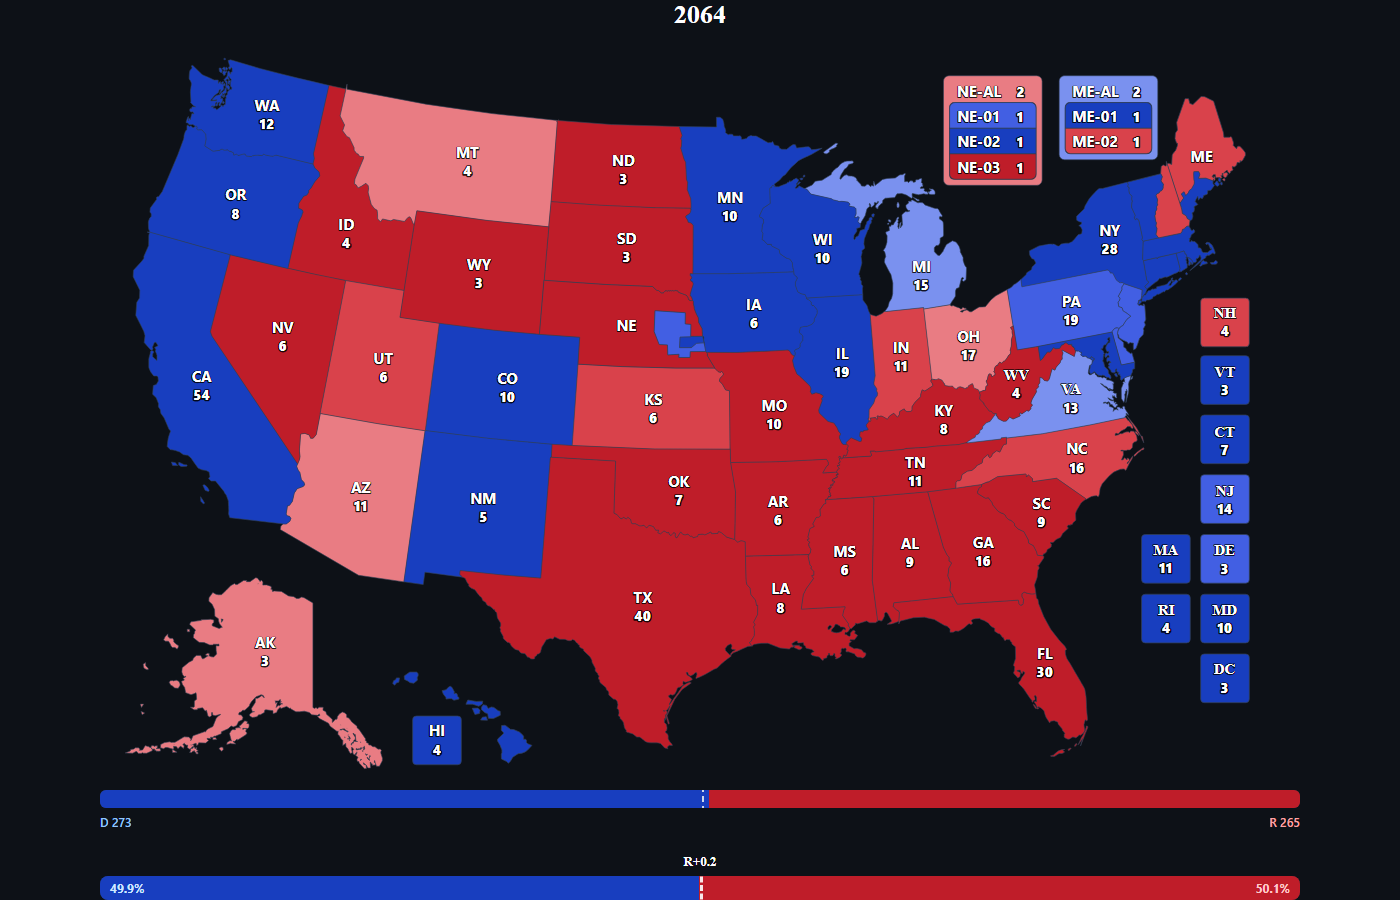 2064
WA
12
OR
8
CA
54
NV
6
ID
4
MT
4
WY
3
UT
6
AZ
11
CO
10
NM
5
ND
3
SD
3
NE
KS
6
OK
7
TX
40
MN
10
IA
6
MO
10
AR
6
LA
8
WI
10
IL
19
MI
15
IN
11
OH
17
KY
8
TN
11
MS
6
AL
9
GA
16
FL
30
SC
9
NC
16
VA
13
WV
4
PA
19
NY
28
ME
AK
3
HI
4
NE-AL 2
NE-01 1
NE-02 1
NE-03 1
ME-AL 2
ME-01 1
ME-02 1
NH
4
VT
3
CT
7
NJ
14
MA
11
DE
3
RI
4
MD
10
DC
3
D 273
R 265
R+0.2
49.9%
50.1%